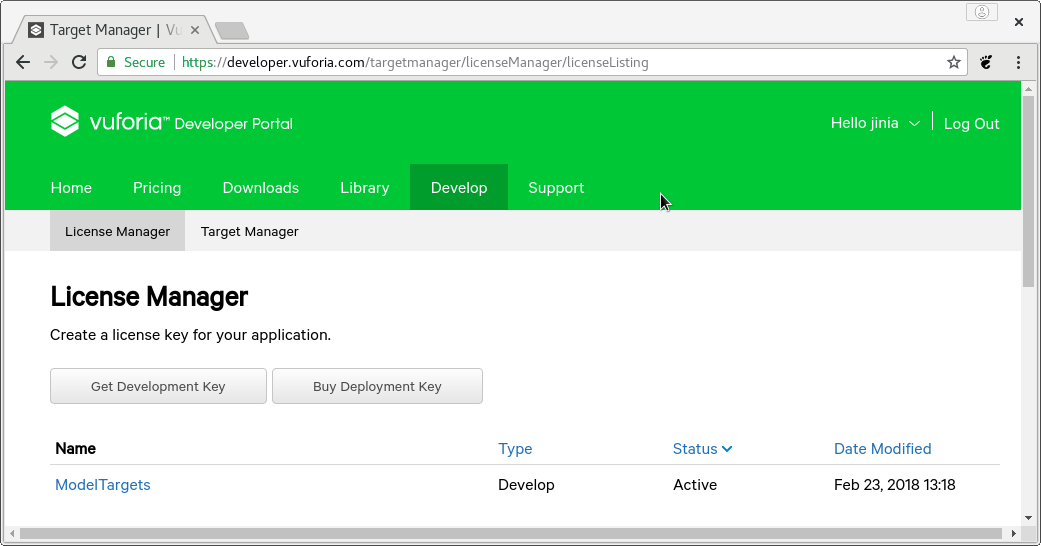 Target Manager | Vu
Secure https://developer.vuforia.com/targetmanager/licenseManager/licenseListing
vuforia™ Developer Portal
Hello jinia Log Out
Home Pricing Downloads Library Develop Support
License Manager Target Manager
License Manager
Create a license key for your application.
Get Development Key Buy Deployment Key
Name Type Status Date Modified
ModelTargets Develop Active Feb 23, 2018 13:18